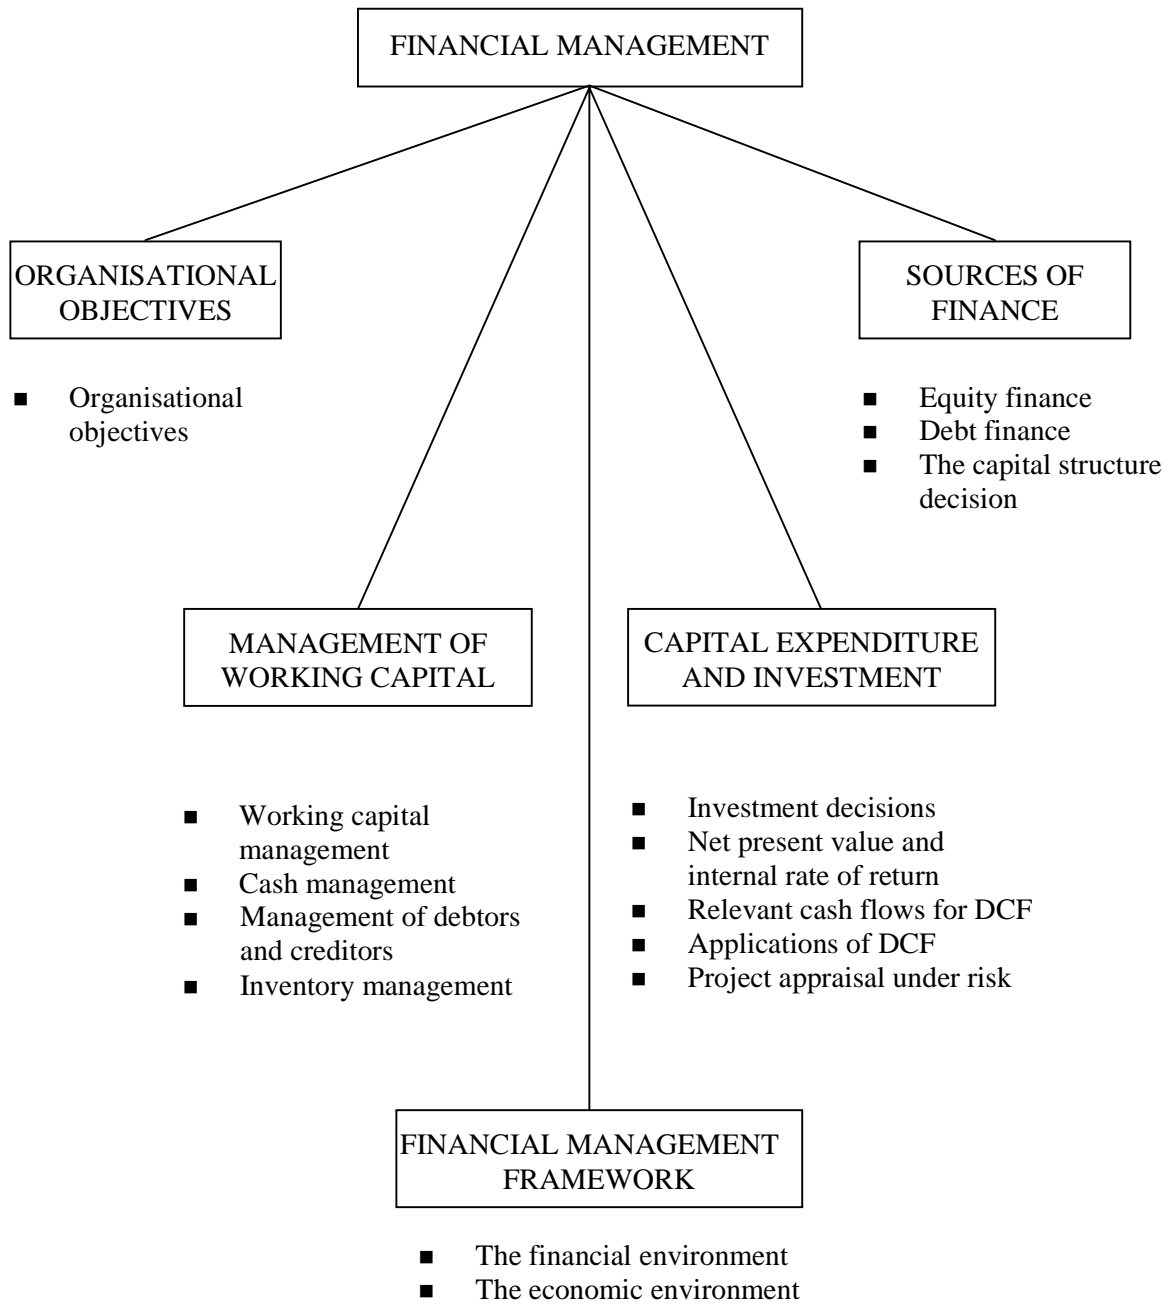 FINANCIAL MANAGEMENT
ORGANISATIONAL
OBJECTIVES
■ Organisational
objectives
SOURCES OF
FINANCE
■ Equity finance
■ Debt finance
■ The capital structure
decision
MANAGEMENT OF
WORKING CAPITAL
■ Working capital
management
■ Cash management
■ Management of debtors
and creditors
■ Inventory management
CAPITAL EXPENDITURE
AND INVESTMENT
■ Investment decisions
■ Net present value and
internal rate of return
■ Relevant cash flows for DCF
■ Applications of DCF
■ Project appraisal under risk
FINANCIAL MANAGEMENT
FRAMEWORK
■ The financial environment
■ The economic environment